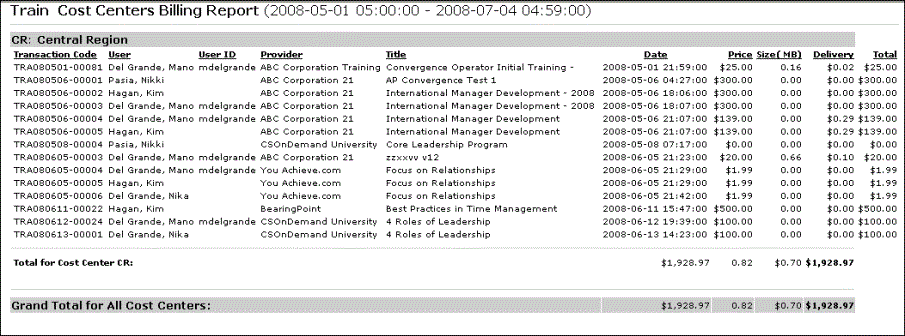 Train Cost Centers Billing Report (2008-05-01 05:00:00 - 2008-07-04 04:59:00)
CR: Central Region
Transaction Code User User ID Provider Title Date Price Size( MB) Delivery Total
TRA080501-00081 Del Grande, Mano mdelgrande ABC Corporation Training Convergence Operator Initial Training - 2008-05-01 21:59:00 $25.00 0.16 $0.02 $25.00
TRA080506-00001 Pasia, Nikki ABC Corporation 21 AP Convergence Test 1 2008-05-06 04:27:00 $300.00 0.00 $0.00 $300.00
TRA080506-00002 Hagan, Kim ABC Corporation 21 International Manager Development - 2008 2008-05-06 18:06:00 $300.00 0.00 $0.00 $300.00
TRA080506-00003 Del Grande, Mano mdelgrande ABC Corporation 21 International Manager Development - 2008 2008-05-06 18:07:00 $300.00 0.00 $0.00 $300.00
TRA080506-00004 Del Grande, Mano mdelgrande ABC Corporation 21 International Manager Development 2008-05-06 21:07:00 $139.00 0.00 $0.29 $139.00
TRA080506-00005 Hagan, Kim ABC Corporation 21 International Manager Development 2008-05-06 21:07:00 $139.00 0.00 $0.29 $139.00
TRA080508-00004 Pasia, Nikki CSOnDemand University Core Leadership Program 2008-05-08 07:17:00 $0.00 0.00 $0.00 $0.00
TRA080605-00003 Del Grande, Mano mdelgrande ABC Corporation 21 zzxxvv v12 2008-06-05 21:23:00 $20.00 0.66 $0.10 $20.00
TRA080605-00004 Del Grande, Mano mdelgrande You Achieve.com Focus on Relationships 2008-06-05 21:29:00 $1.99 0.00 $0.00 $1.99
TRA080605-00005 Hagan, Kim You Achieve.com Focus on Relationships 2008-06-05 21:29:00 $1.99 0.00 $0.00 $1.99
TRA080605-00006 Del Grande, Nika You Achieve.com Focus on Relationships 2008-06-05 21:42:00 $1.99 0.00 $0.00 $1.99
TRA080611-00022 Hagan, Kim BearingPoint Best Practices in Time Management 2008-06-11 15:47:00 $500.00 0.00 $0.00 $500.00
TRA080612-00024 Del Grande, Mano mdelgrande CSOnDemand University 4 Roles of Leadership 2008-06-12 19:39:00 $100.00 0.00 $0.00 $100.00
TRA080613-00001 Del Grande, Nika CSOnDemand University 4 Roles of Leadership 2008-06-13 14:23:00 $100.00 0.00 $0.00 $100.00
Total for Cost Center CR: $1,928.97 0.82 $0.70 $1,928.97
Grand Total for All Cost Centers: $1,928.97 0.82 $0.70 $1,928.97